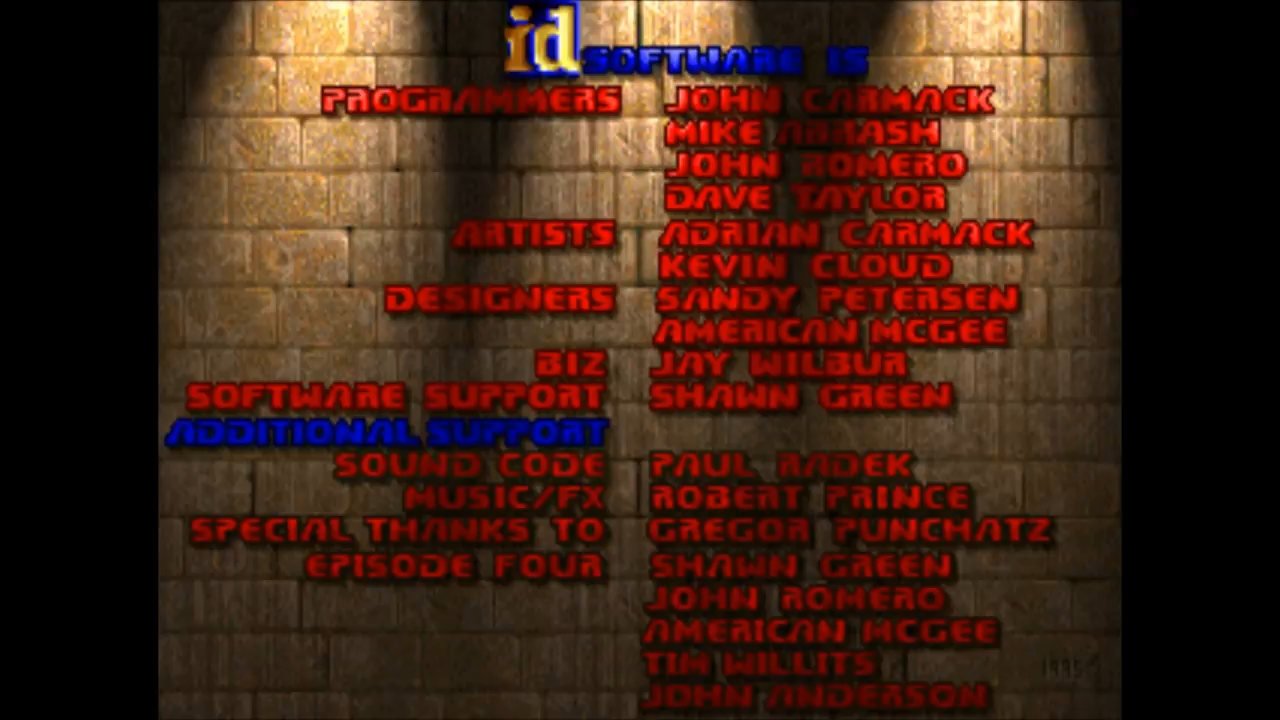 id SOFTWARE IS
PROGRAMMERS JOHN CARMACK
MIKE ABRASH
JOHN ROMERO
DAVE TAYLOR
ARTISTS ADRIAN CARMACK
KEVIN CLOUD
DESIGNERS SANDY PETERSEN
AMERICAN MCGEE
BIZ JAY WILBUR
SOFTWARE SUPPORT SHAWN GREEN
ADDITIONAL SUPPORT
SOUND CODE PAUL RADEK
MUSIC/FX ROBERT PRINCE
SPECIAL THANKS TO GREGOR PUNCHATZ
EPISODE FOUR SHAWN GREEN
JOHN ROMERO
AMERICAN MCGEE
TIM WILLITS
JOHN ANDERSON